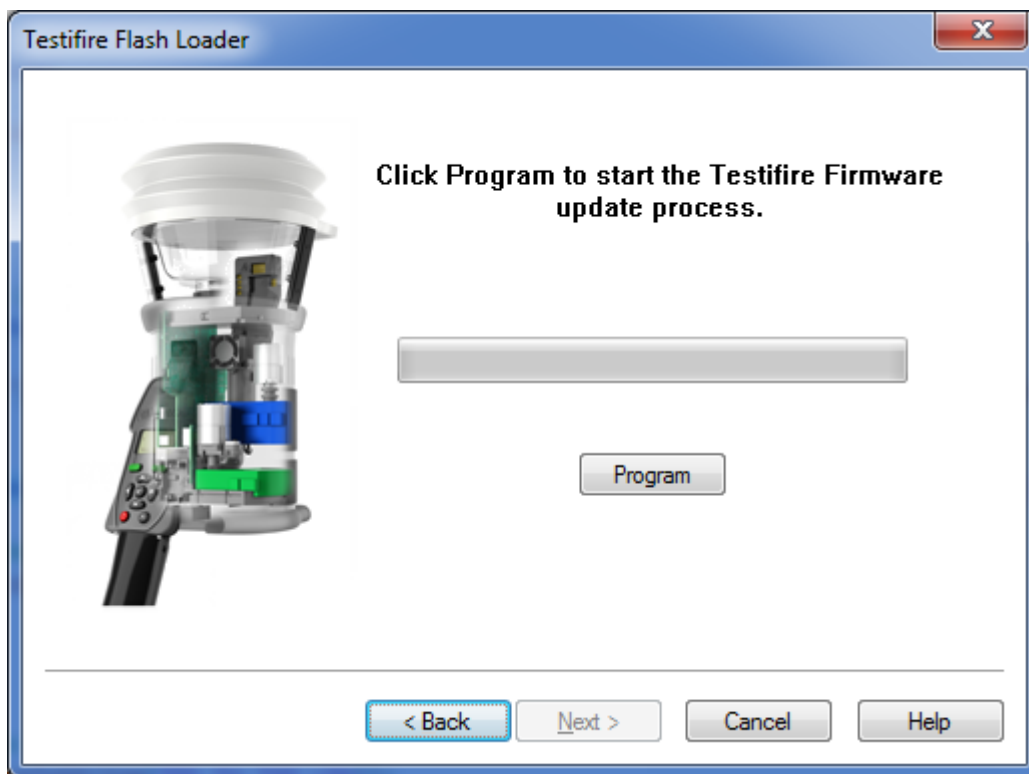 Testifire Flash Loader
Click Program to start the Testifire Firmware
update process.
Program
< Back
Next >
Cancel
Help